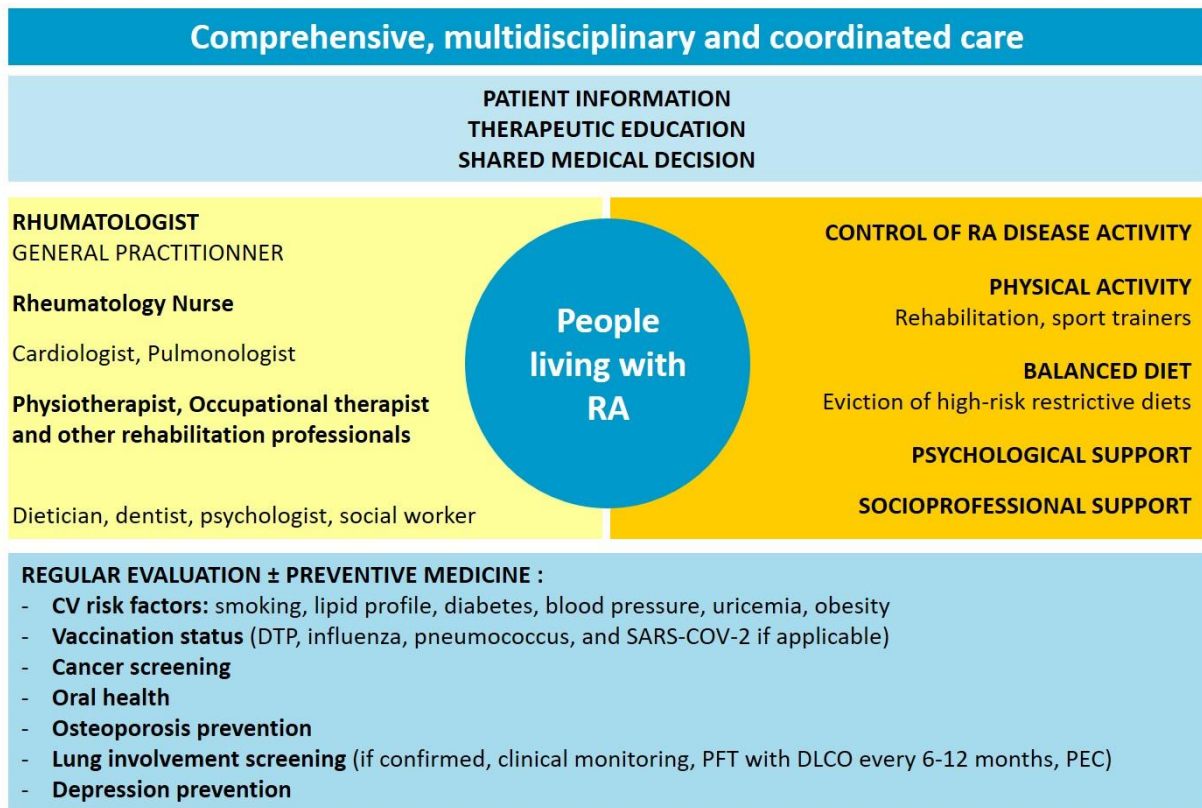 Comprehensive, multidisciplinary and coordinated care
PATIENT INFORMATION
THERAPEUTIC EDUCATION
SHARED MEDICAL DECISION
RHUMATOLOGIST
GENERAL PRACTITIONNER
Rheumatology Nurse
Cardiologist, Pulmonologist
Physiotherapist, Occupational therapist
and other rehabilitation professionals
Dietician, dentist, psychologist, social worker
People
living with
RA
CONTROL OF RA DISEASE ACTIVITY
PHYSICAL ACTIVITY
Rehabilitation, sport trainers
BALANCED DIET
Eviction of high-risk restrictive diets
PSYCHOLOGICAL SUPPORT
SOCIOPROFESSIONAL SUPPORT
REGULAR EVALUATION ± PREVENTIVE MEDICINE :
- CV risk factors: smoking, lipid profile, diabetes, blood pressure, uricemia, obesity
- Vaccination status (DTP, influenza, pneumococcus, and SARS-COV-2 if applicable)
- Cancer screening
- Oral health
- Osteoporosis prevention
- Lung involvement screening (if confirmed, clinical monitoring, PFT with DLCO every 6-12 months, PEC)
- Depression prevention